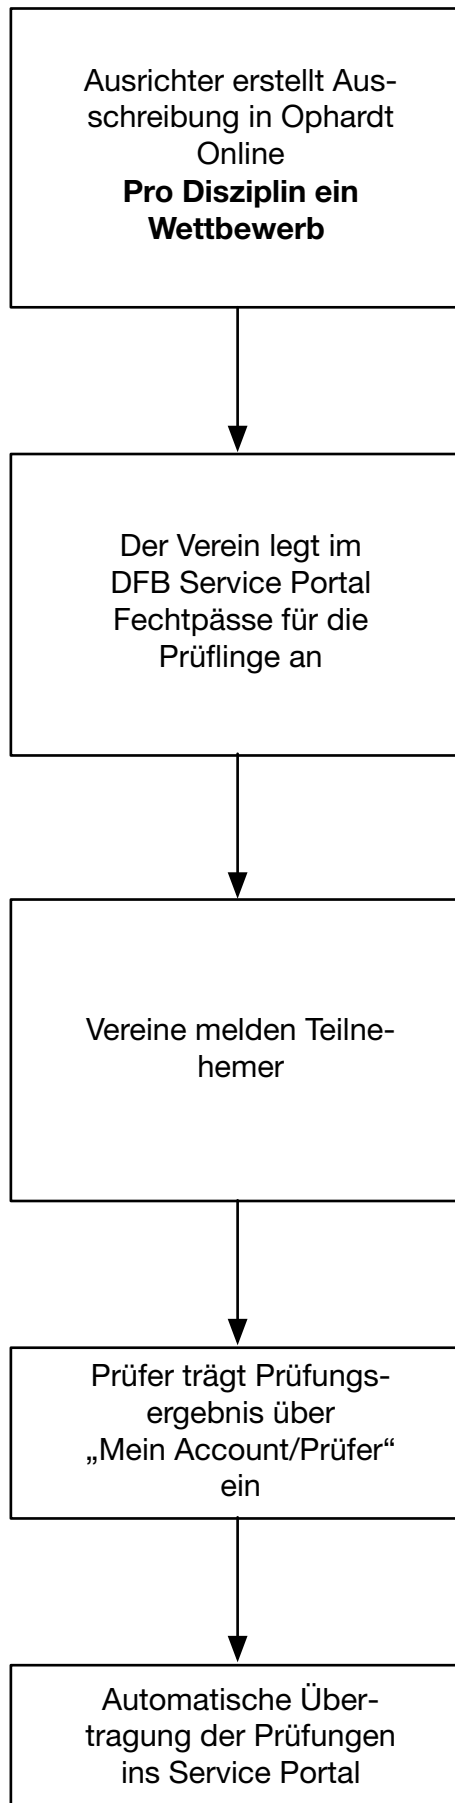 Ausrichter erstellt Aus-
schreibung in Ophardt
Online
Pro Disziplin ein
Wettbewerb
Der Verein legt im
DFB Service Portal
Fechtpässe für die
Prüflinge an
Vereine melden Teilne-
hemer
Prüfer trägt Prüfungs-
ergebnis über
„Mein Account/Prüfer“
ein
Automatische Über-
tragung der Prüfungen
ins Service Portal